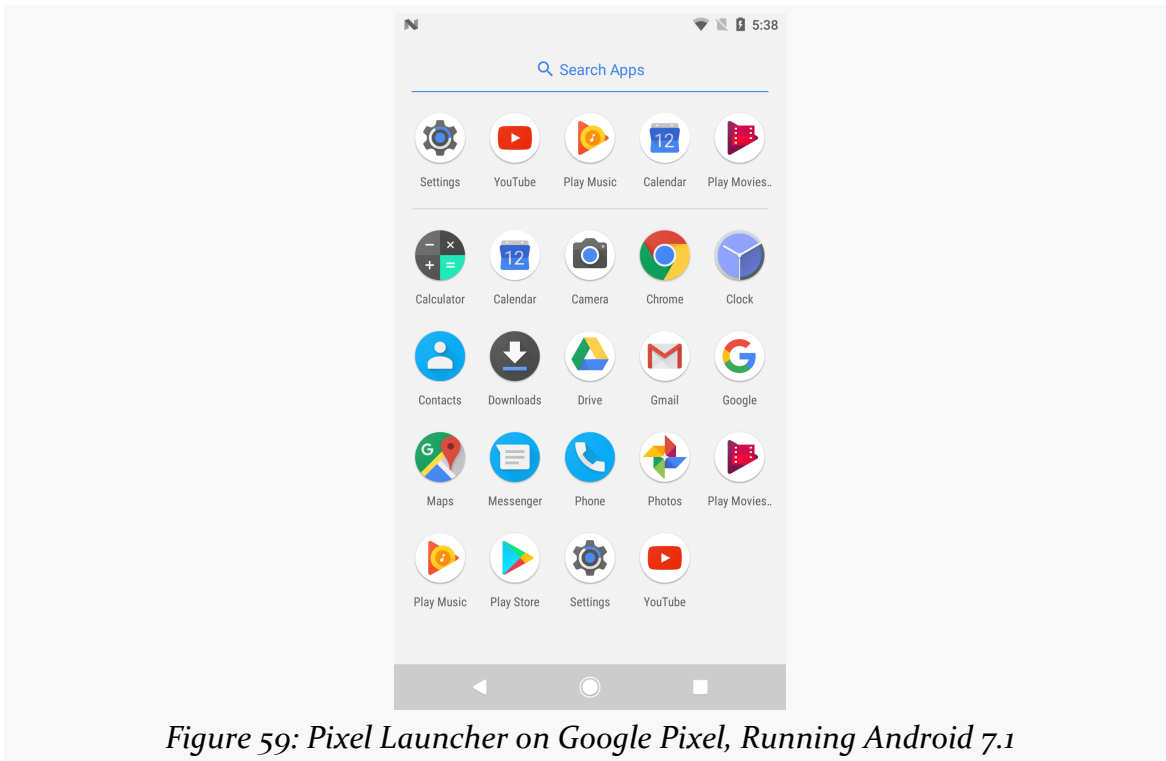 5:38
Search Apps
Settings YouTube Play Music Calendar Play Movies..
Calculator Calendar Camera Chrome Clock
Contacts Downloads Drive Gmail Google
Maps Messenger Phone Photos Play Movies..
Play Music Play Store Settings YouTube
Figure 59: Pixel Launcher on Google Pixel, Running Android 7.1